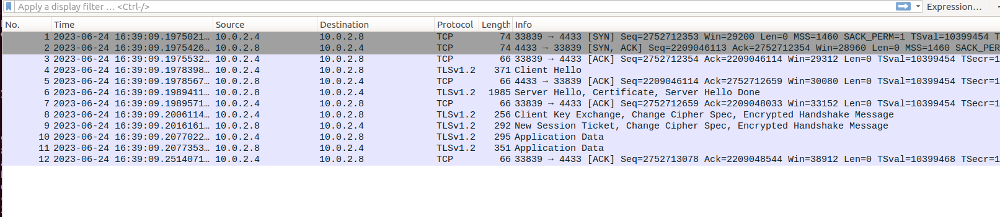 Apply a display filter … <Ctrl-/> Expression…
No. Time Source Destination Protocol Length Info
1 2023-06-24 16:39:09.1975021… 10.0.2.4 10.0.2.8 TCP 74 33839 → 4433 [SYN] Seq=2752712353 Win=29200 Len=0 MSS=1460 SACK_PERM=1 TSval=10399454 T
2 2023-06-24 16:39:09.1975426… 10.0.2.8 10.0.2.4 TCP 74 4433 → 33839 [SYN, ACK] Seq=2209046113 Ack=2752712354 Win=28960 Len=0 MSS=1460 SACK_PER
3 2023-06-24 16:39:09.1975532… 10.0.2.4 10.0.2.8 TCP 66 33839 → 4433 [ACK] Seq=2752712354 Ack=2209046114 Win=29312 Len=0 TSval=10399454 TSecr=1
4 2023-06-24 16:39:09.1978398… 10.0.2.4 10.0.2.8 TLSv1.2 371 Client Hello
5 2023-06-24 16:39:09.1978567… 10.0.2.8 10.0.2.4 TCP 66 4433 → 33839 [ACK] Seq=2209046114 Ack=2752712659 Win=30080 Len=0 TSval=10399454 TSecr=1
6 2023-06-24 16:39:09.1989411… 10.0.2.8 10.0.2.4 TLSv1.2 1985 Server Hello, Certificate, Server Hello Done
7 2023-06-24 16:39:09.1989571… 10.0.2.4 10.0.2.8 TCP 66 33839 → 4433 [ACK] Seq=2752712659 Ack=2209048033 Win=33152 Len=0 TSval=10399454 TSecr=1
8 2023-06-24 16:39:09.2006114… 10.0.2.4 10.0.2.8 TLSv1.2 256 Client Key Exchange, Change Cipher Spec, Encrypted Handshake Message
9 2023-06-24 16:39:09.2016161… 10.0.2.8 10.0.2.4 TLSv1.2 292 New Session Ticket, Change Cipher Spec, Encrypted Handshake Message
10 2023-06-24 16:39:09.2077022… 10.0.2.4 10.0.2.8 TLSv1.2 295 Application Data
11 2023-06-24 16:39:09.2077353… 10.0.2.8 10.0.2.4 TLSv1.2 351 Application Data
12 2023-06-24 16:39:09.2514071… 10.0.2.4 10.0.2.8 TCP 66 33839 → 4433 [ACK] Seq=2752713078 Ack=2209048544 Win=38912 Len=0 TSval=10399468 TSecr=1